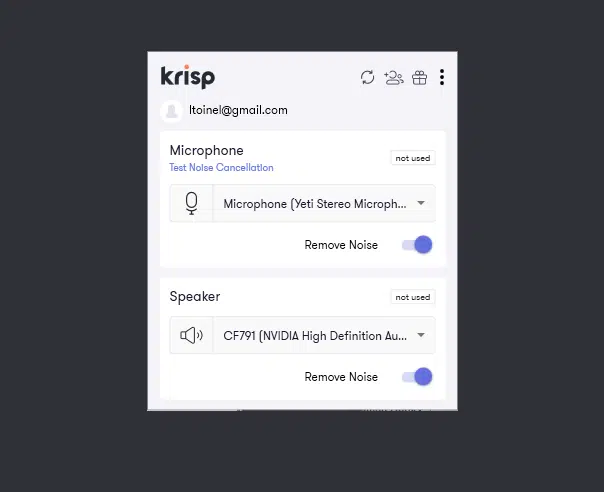 krisp
ltoinel@gmail.com
Microphone
not used
Test Noise Cancellation
Microphone (Yeti Stereo Microph...
Remove Noise
Speaker
not used
CF791 (NVIDIA High Definition Au...
Remove Noise